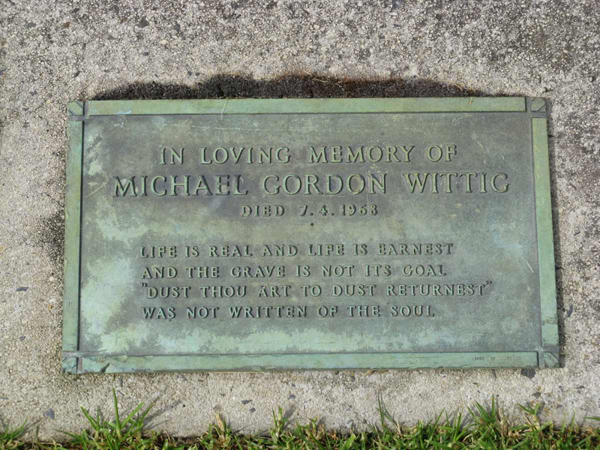 IN LOVING MEMORY OF
MICHAEL GORDON WITTIG
DIED 7.4.1963
LIFE IS REAL AND LIFE IS EARNEST
AND THE GRAVE IS NOT ITS GOAL
"DUST THOU ART TO DUST RETURNEST"
WAS NOT WRITTEN OF THE SOUL